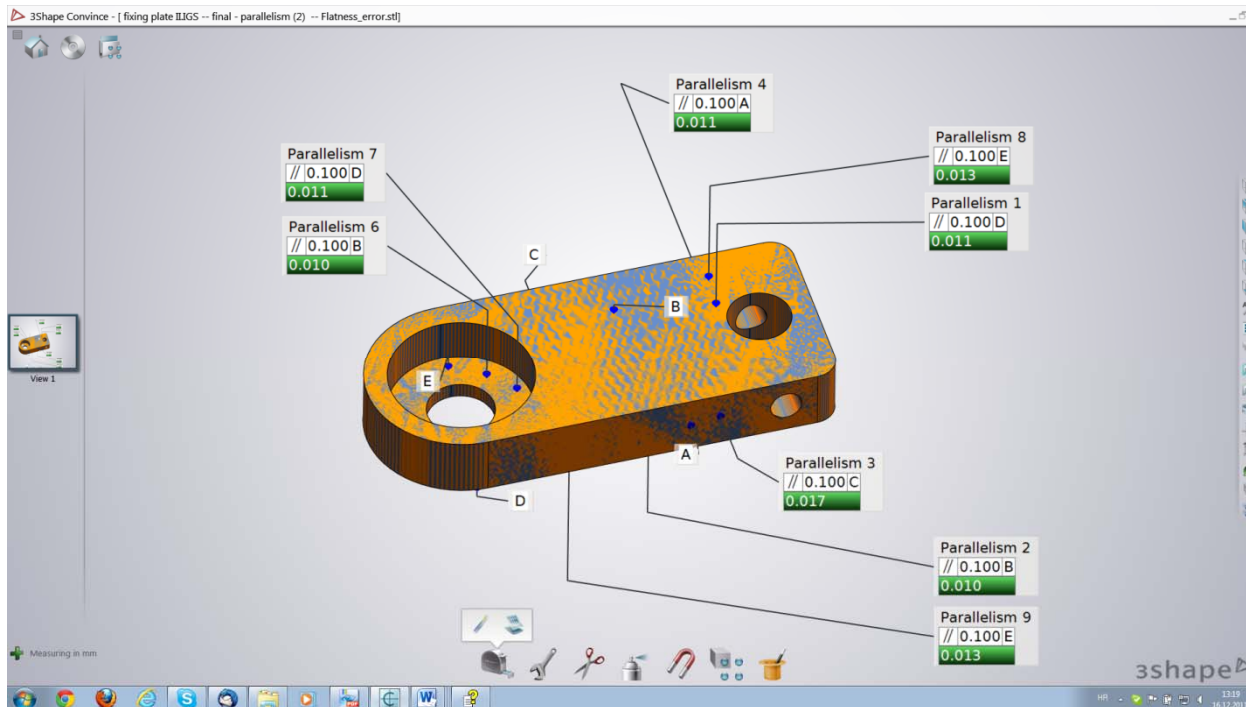 3Shape Convince - [ fixing plate II.IGS -- final - parallelism (2) -- Flatness_error.stl]
Parallelism 4
// 0.100 A
0.011
Parallelism 8
// 0.100 E
0.013
Parallelism 7
// 0.100 D
0.011
Parallelism 1
// 0.100 D
0.011
Parallelism 6
// 0.100 B
0.010
C
B
E
A
D
View 1
Parallelism 3
// 0.100 C
0.017
Parallelism 2
// 0.100 B
0.010
Parallelism 9
// 0.100 E
0.013
Measuring in mm
3shape
HR
13:19